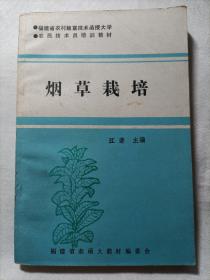 ●福建省农村致富技术函授大学
●农民技术员培训教材
烟草栽培
主编
福建省农函大教材编委会